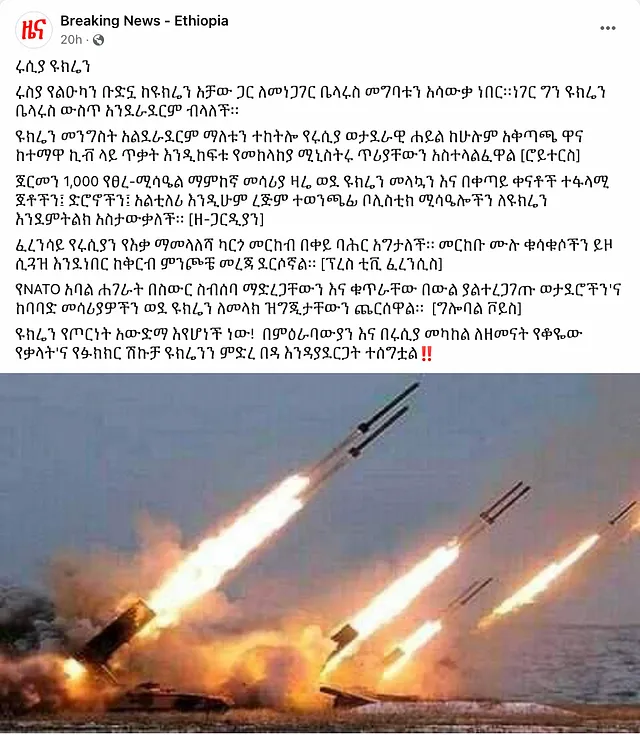 ዜና
Breaking News - Ethiopia
20h ·
ሩሲያ ዩክሬን
ሩስያ የልዑካን ቡድኗ ከዩክሬን አቻው ጋር ለመነጋገር ቤላሩስ መግባቱን አሳውቃ ነበር።ነገር ግን ዩክሬን
ቤላሩስ ውስጥ አንደራደርም ብላለች።
ዩክሬን መንግስት አልደራደርም ማለቱን ተከትሎ የሩሲያ ወታደራዊ ሐይል ከሁሉም አቅጣጫ ዋና
ከተማዋ ኪቭ ላይ ጥቃት እንዲከፍቱ የመከላከያ ሚኒስትሩ ጥሪያቸውን አስተላልፈዋል [ሮይተርስ]
ጀርመን 1,000 የፀረ-ሚሳዔል ማምከኛ መሳሪያ ዛሬ ወደ ዩክሬን መላኳን እና በቀጣይ ቀናቶች ተፋላሚ
ጀቶችን፤ ድሮኖችን፤ አልቲለሪ እንዲሁም ረጅም ተወንጫፊ ቦሊስቲክ ሚሳዔሎችን ለዩክሬን
እንደምትልክ አስታውቃለች። [ዘ-ጋርዲያን]
ፈረንሳይ የሩሲያን የእቃ ማመላለሻ ካርጎ መርከብ በቀይ ባሕር አግታለች። መርከቡ ሙሉ ቁሳቁሶችን ይዞ
ሲጓዝ እንደነበር ከቅርብ ምንጮቼ መረጃ ደርሶኛል። [ፕረስ ቲቪ ፈረንሲስ]
የNATO አባል ሐገራት በስውር ስብሰባ ማድረጋቸውን እና ቁጥራቸው በውል ያልተረጋገጡ ወታደሮችን'ና
ከባባድ መሳሪያዎችን ወደ ዩክሬን ለመላክ ዝግጂታቸውን ጨርሰዋል። [ግሎባል ቮይስ]
ዩክሬን የጦርነት አውድማ እየሆነች ነው! በምዕራባውያን እና በሩሲያ መካከል ለዘመናት የቆዬው
የቃላት'ና የፉክክር ሽኩቻ ዩክሬንን ምድረ በዳ እንዳያደርጋት ተሰግቷል‼️